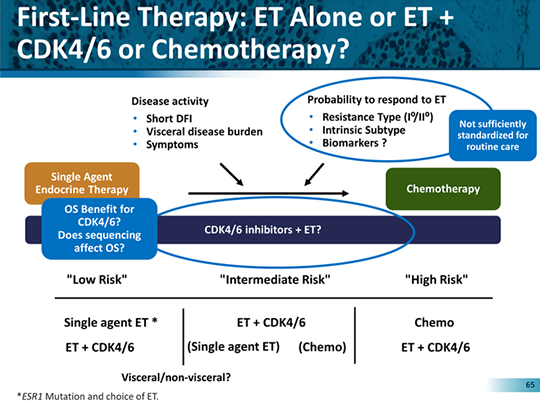 First-Line Therapy: ET Alone or ET +
CDK4/6 or Chemotherapy?
Disease activity
• Short DFI
• Visceral disease burden
• Symptoms
Probability to respond to ET
• Resistance Type (I⁰/II⁰)
• Intrinsic Subtype
• Biomarkers ?
Not sufficiently
standardized for
routine care
Single Agent
Endocrine Therapy
Chemotherapy
OS Benefit for
CDK4/6?
Does sequencing
affect OS?
CDK4/6 inhibitors + ET?
"Low Risk" "Intermediate Risk" "High Risk"
Single agent ET * ET + CDK4/6 Chemo
ET + CDK4/6 (Single agent ET) (Chemo) ET + CDK4/6
Visceral/non-visceral?
65
*ESR1 Mutation and choice of ET.